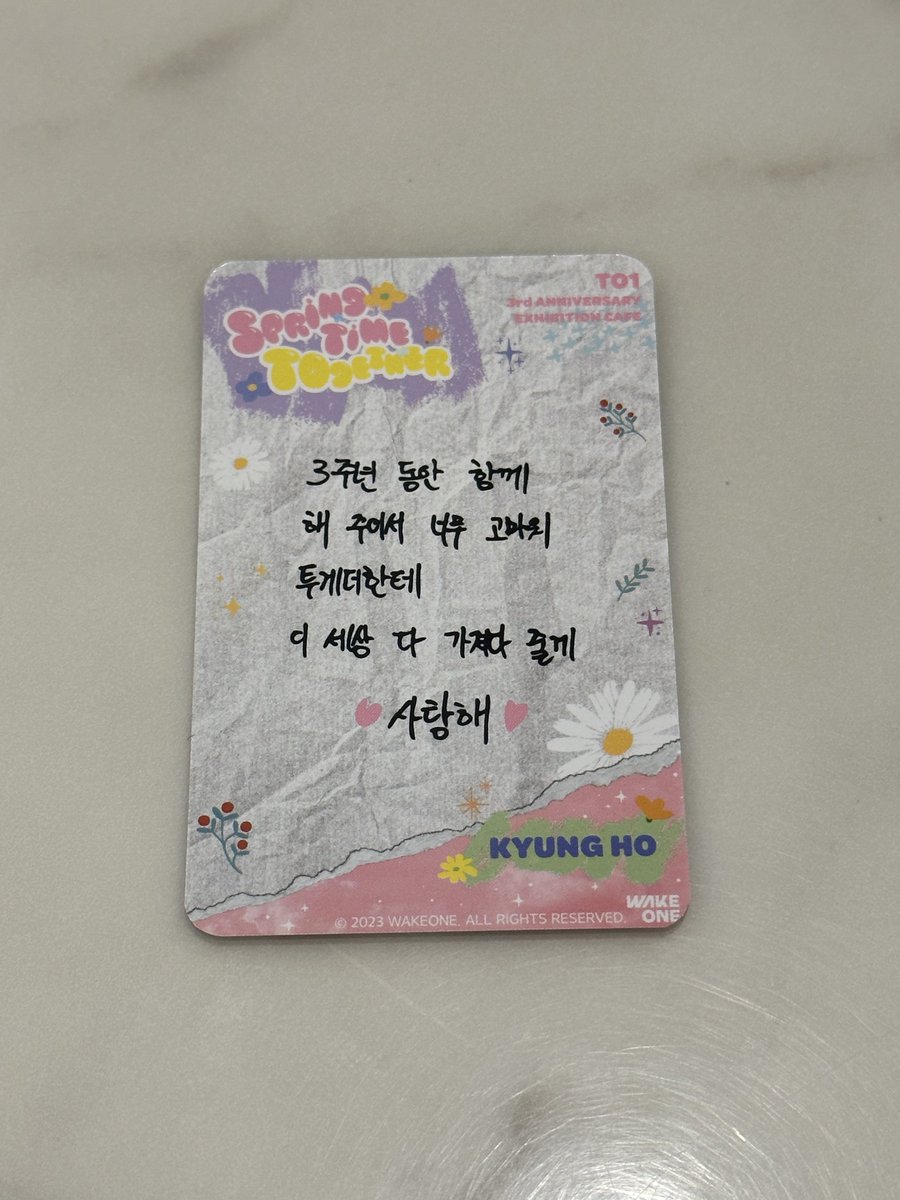 SPRING
TIME
TOGETHER
TO1
3rd ANNIVERSARY
EXHIBITION CAFE
3주년 동안 함께
해 주어서 너무 고마워
투게더한테
이 세상 다 가져다 줄게
사랑해
KYUNG HO
WAKE
ONE
© 2023 WAKEONE. ALL RIGHTS RESERVED.